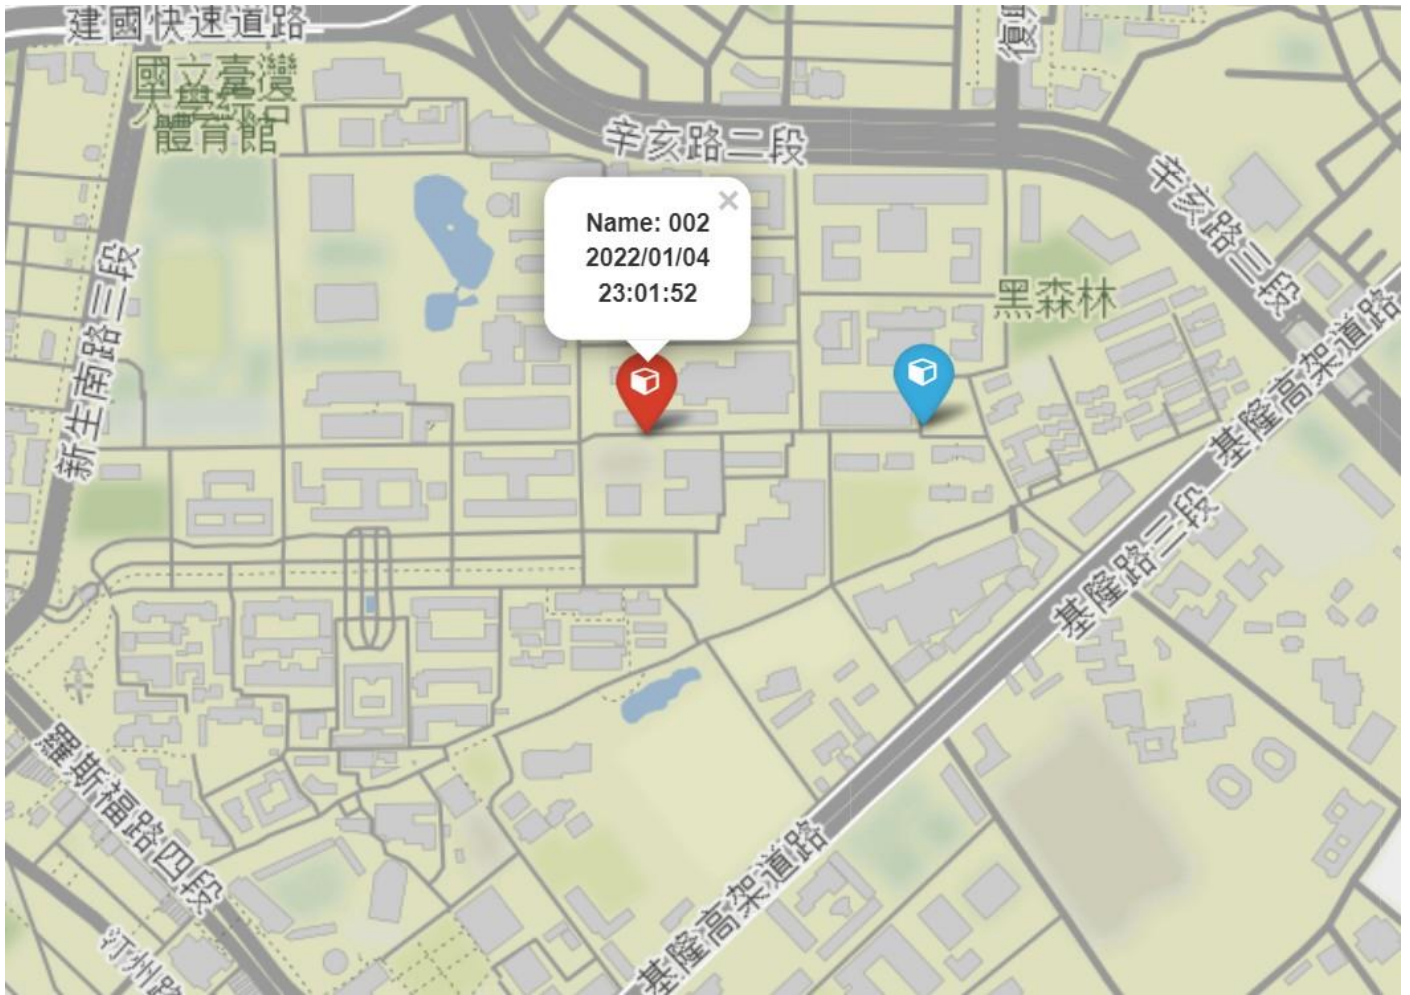 建國快速道路
國立臺灣
大學綜合
體育館
辛亥路二段
辛亥路三段
新生南路三段
×
Name: 002
2022/01/04
23:01:52
黑森林
基隆高架道路
基隆路三段
羅斯福路四段
基隆高架道路
汀州路